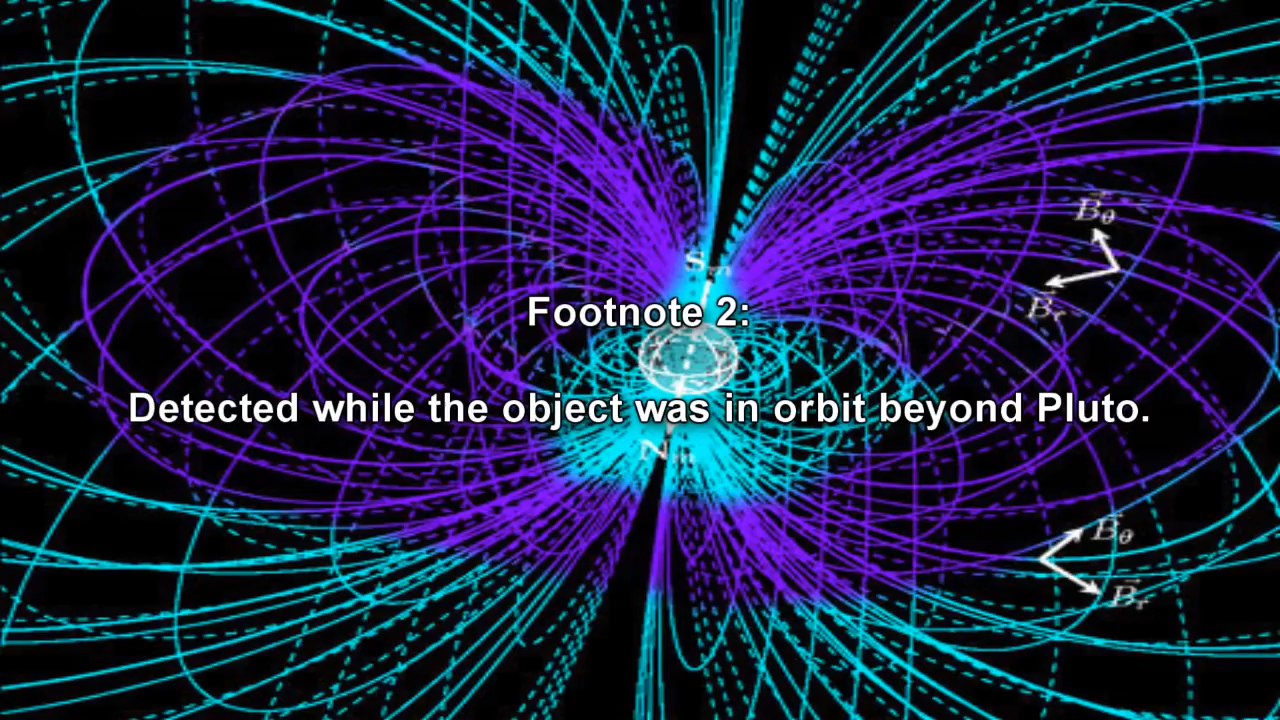 B⃗θ
S m
B⃗r
Footnote 2:
Detected while the object was in orbit beyond Pluto.
N m
B⃗θ
B⃗r